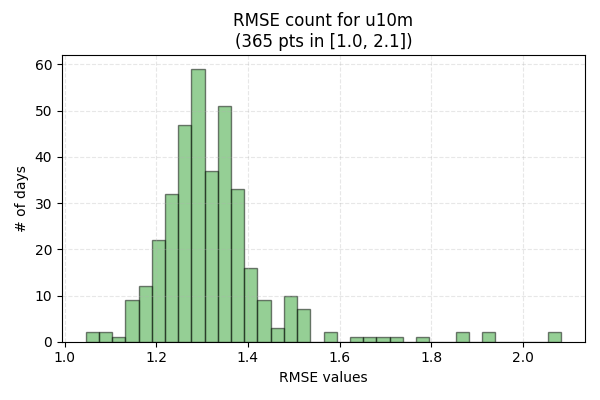 RMSE count for u10m
(365 pts in [1.0, 2.1])
60
50
40
30
20
10
0
# of days
1.0 1.2 1.4 1.6 1.8 2.0
RMSE values